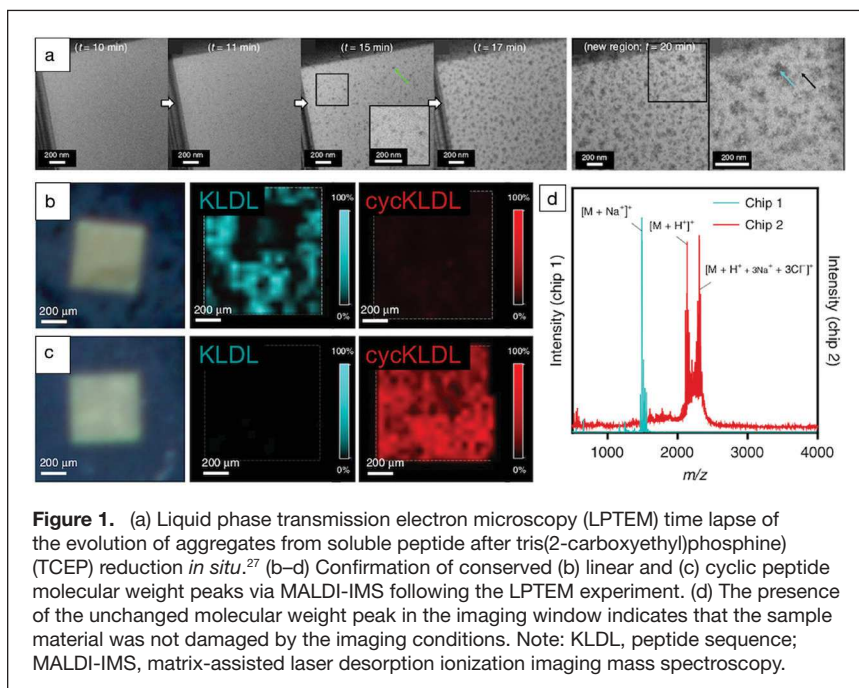 a
(t = 10 min)
(t = 11 min)
(t = 15 min)
(t = 17 min)
(new region; t = 20 min)
200 nm
200 nm
200 nm
200 nm
200 nm
200 nm
200 nm
b
KLDL
100%
0%
cycKLDL
100%
0%
200 μm
200 μm
200 μm
c
KLDL
100%
0%
cycKLDL
100%
0%
200 μm
200 μm
200 μm
d
Chip 1
Chip 2
[M + Na⁺]⁺
[M + H⁺]⁺
[M + H⁺ + 3Na⁺ + 3Cl⁻]⁺
Intensity (chip 1)
Intensity (chip 2)
1000 2000 3000 4000
m/z
Figure 1. (a) Liquid phase transmission electron microscopy (LPTEM) time lapse of
the evolution of aggregates from soluble peptide after tris(2-carboxyethyl)phosphine)
(TCEP) reduction in situ.²⁷ (b–d) Confirmation of conserved (b) linear and (c) cyclic peptide
molecular weight peaks via MALDI-IMS following the LPTEM experiment. (d) The presence
of the unchanged molecular weight peak in the imaging window indicates that the sample
material was not damaged by the imaging conditions. Note: KLDL, peptide sequence;
MALDI-IMS, matrix-assisted laser desorption ionization imaging mass spectroscopy.